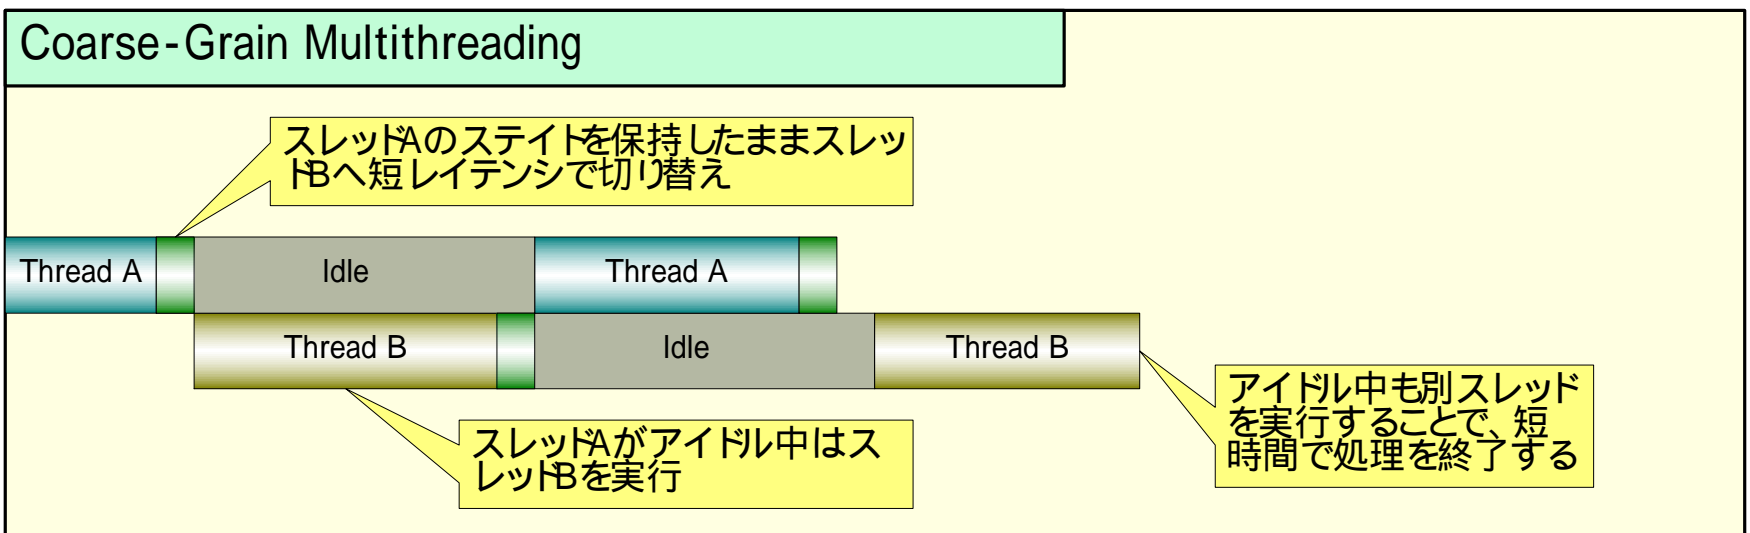 Coarse-Grain Multithreading
スレッドAのステイトを保持したままスレッ
ドBへ短レイテンシで切り替え
Thread A
Idle
Thread A
Thread B
Idle
Thread B
アイドル中も別スレッド
を実行することで、短
時間で処理を終了する
スレッドAがアイドル中はス
レッドBを実行